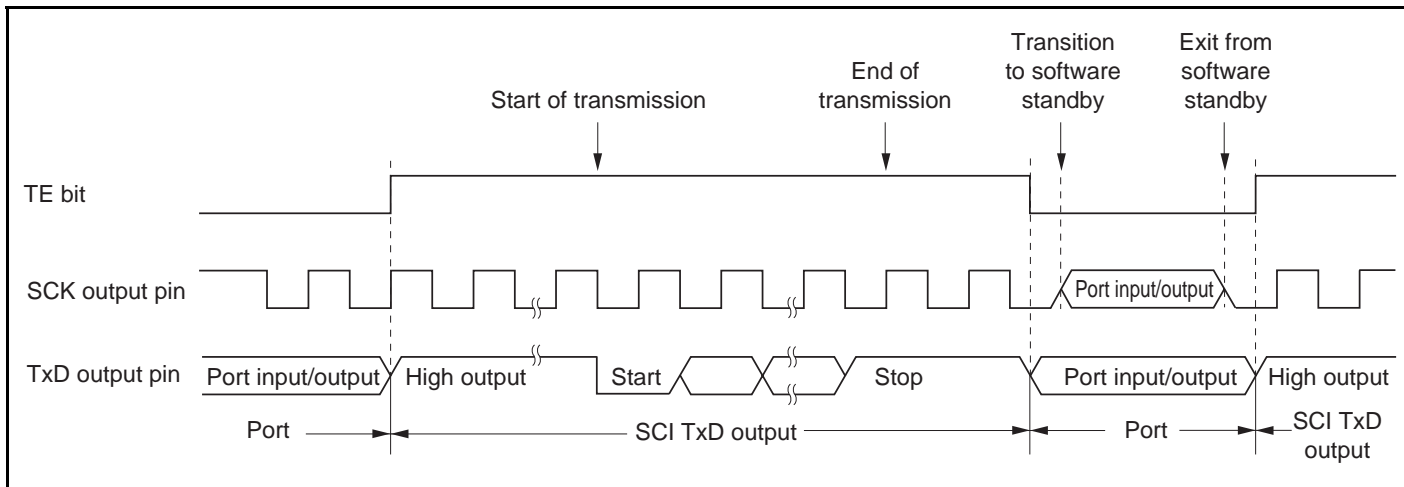 Transition
to software
standby
Exit from
software
standby
End of
transmission
Start of transmission
TE bit
SCK output pin
Port input/output
TxD output pin
Port input/output
High output
Start
Stop
Port input/output
High output
Port
SCI TxD output
Port
SCI TxD
output